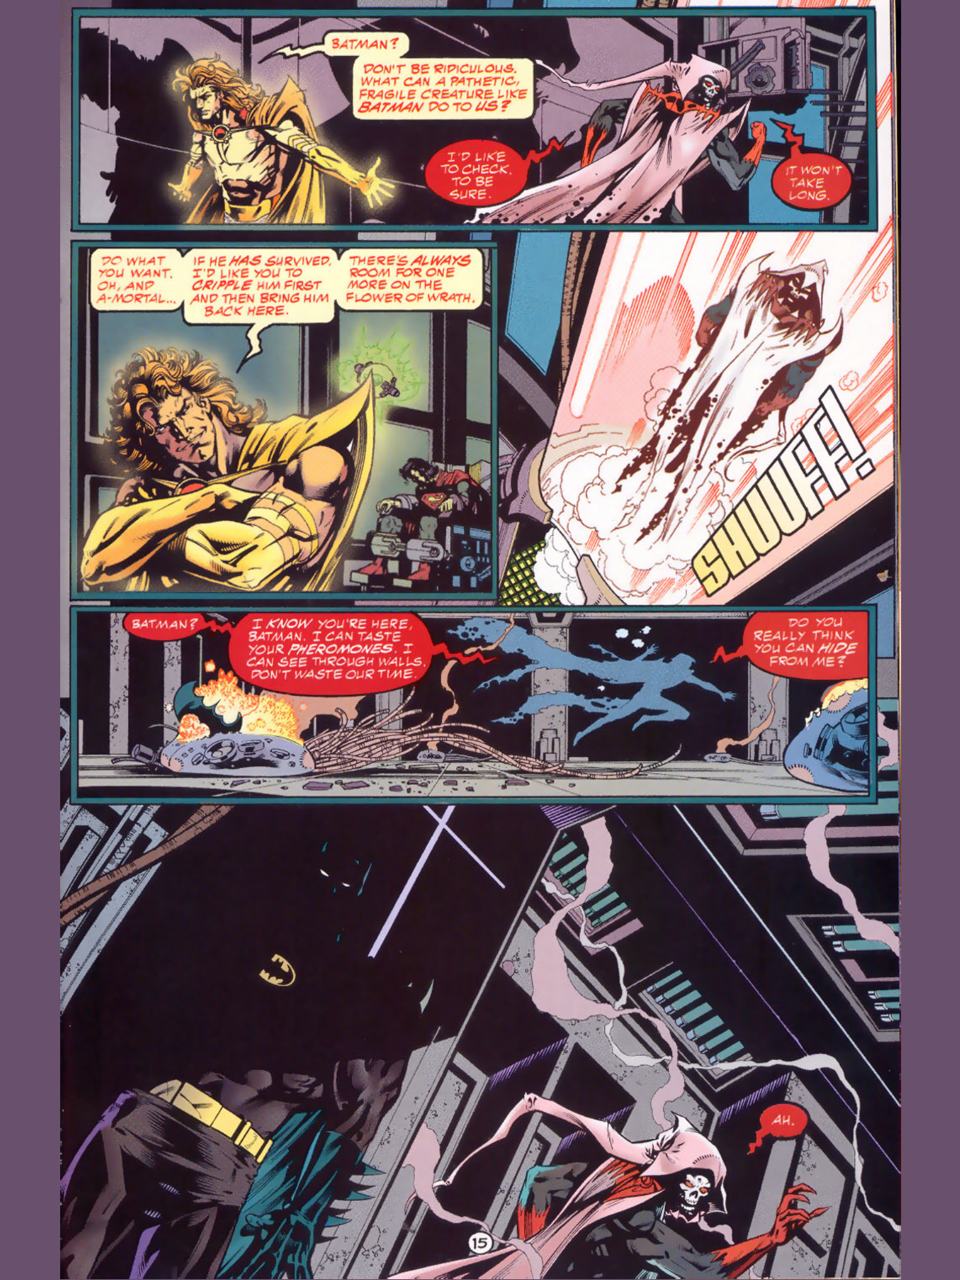 BATMAN?
DON'T BE RIDICULOUS.
WHAT CAN A PATHETIC,
FRAGILE CREATURE LIKE
BATMAN DO TO US?
I'D LIKE
TO CHECK.
TO BE
SURE.
IT WON'T
TAKE
LONG.
DO WHAT
YOU WANT.
OH, AND
A-MORTAL...
IF HE HAS SURVIVED,
I'D LIKE YOU TO
CRIPPLE HIM FIRST
AND THEN BRING HIM
BACK HERE.
THERE'S ALWAYS
ROOM FOR ONE
MORE ON THE
FLOWER OF WRATH.
SHUUFF!
BATMAN?
I KNOW YOU'RE HERE,
BATMAN. I CAN TASTE
YOUR PHEROMONES. I
CAN SEE THROUGH WALLS.
DON'T WASTE OUR TIME.
DO YOU
REALLY THINK
YOU CAN HIDE
FROM ME?
AH.
15